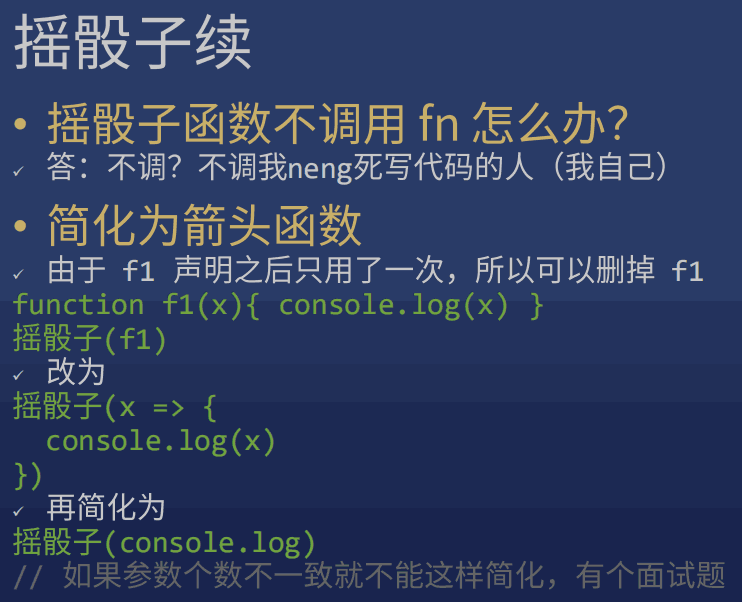 摇骰子续
• 摇骰子函数不调用 fn 怎么办？
✓ 答：不调？不调我neng死写代码的人（我自己）
• 简化为箭头函数
✓ 由于 f1 声明之后只用了一次，所以可以删掉 f1
function f1(x){ console.log(x) }
摇骰子(f1)
✓ 改为
摇骰子(x => {
  console.log(x)
})
✓ 再简化为
摇骰子(console.log)
// 如果参数个数不一致就不能这样简化，有个面试题